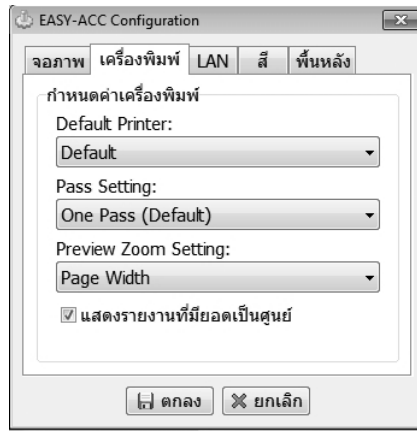 EASY-ACC Configuration
จอภาพ เครื่องพิมพ์ LAN สี พื้นหลัง
กำหนดค่าเครื่องพิมพ์
Default Printer:
Default
Pass Setting:
One Pass (Default)
Preview Zoom Setting:
Page Width
แสดงรายงานที่มียอดเป็นศูนย์
ตกลง ยกเลิก